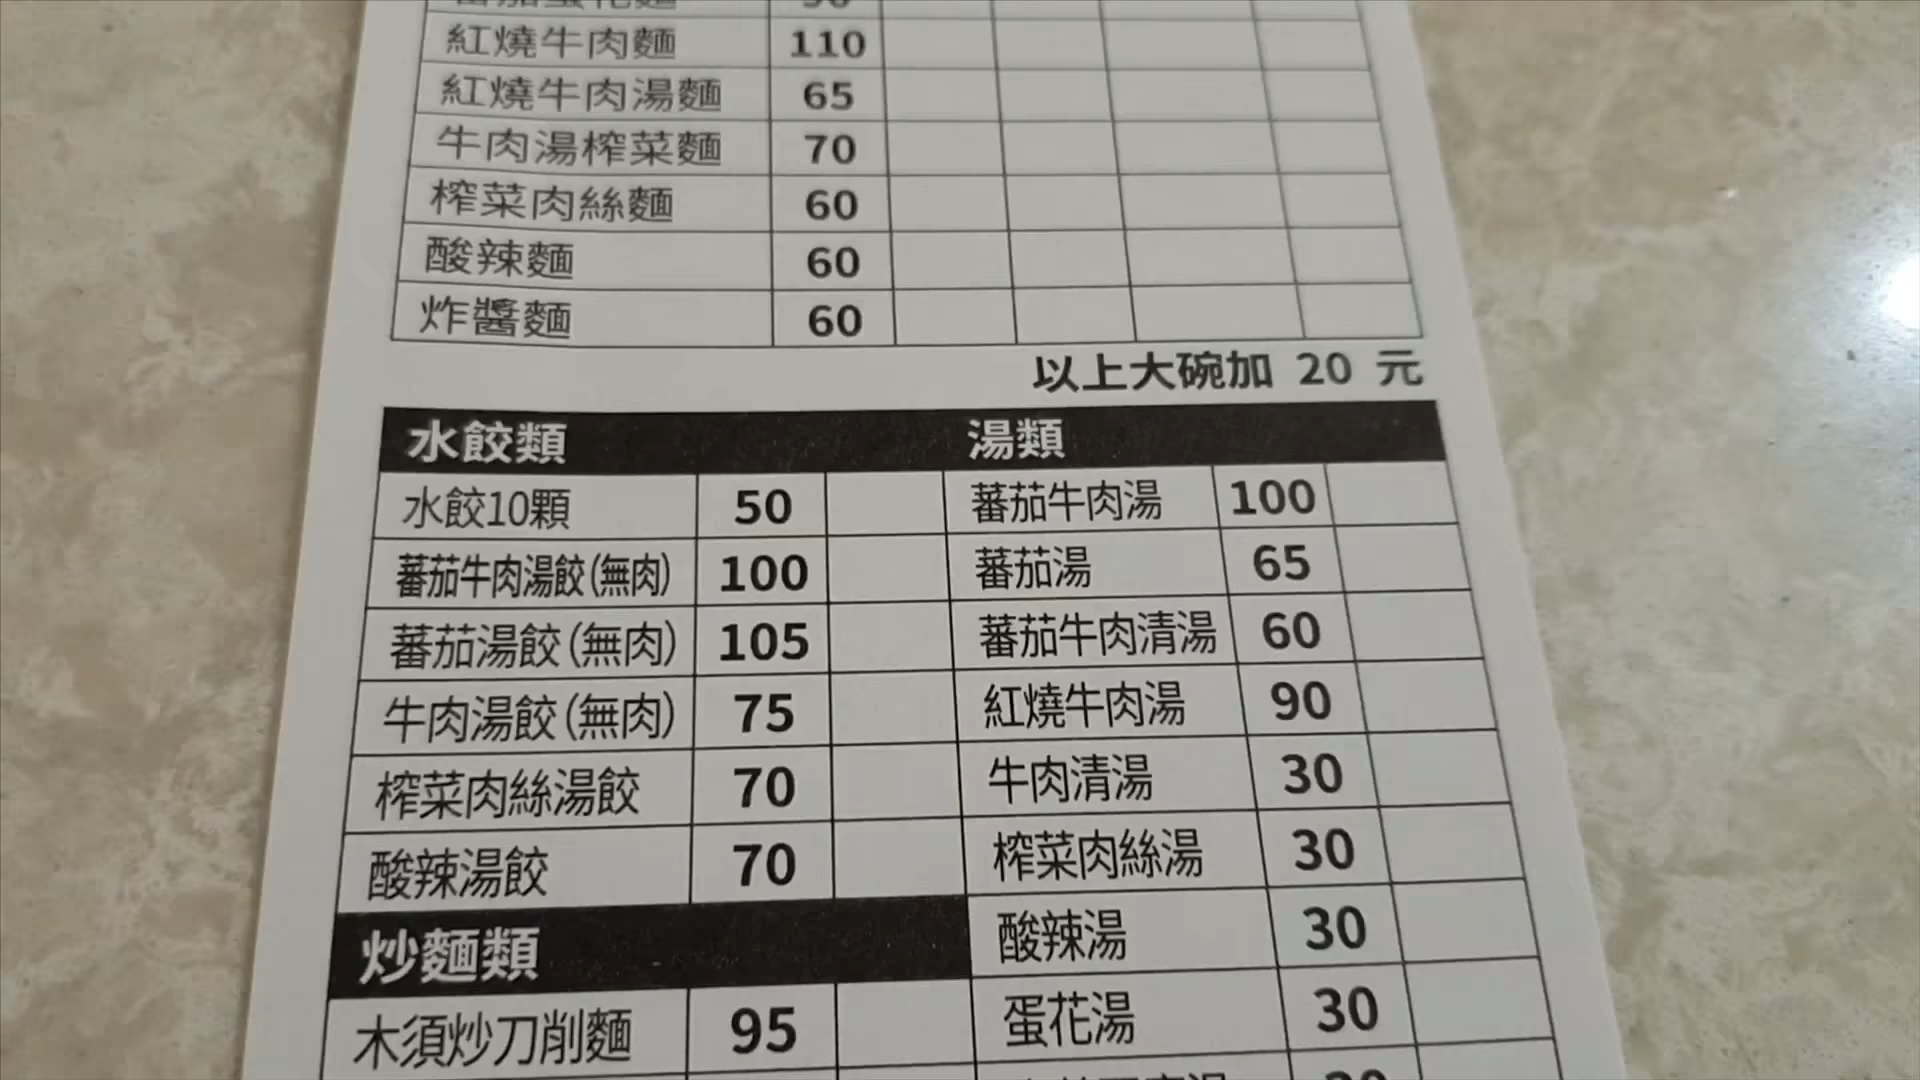 紅燒牛肉麵 110
紅燒牛肉湯麵 65
牛肉湯榨菜麵 70
榨菜肉絲麵 60
酸辣麵 60
炸醬麵 60
以上大碗加 20 元
水餃類
水餃10顆 50
蕃茄牛肉湯餃(無肉) 100
蕃茄湯餃(無肉) 105
牛肉湯餃(無肉) 75
榨菜肉絲湯餃 70
酸辣湯餃 70
炒麵類
木須炒刀削麵 95
湯類
蕃茄牛肉湯 100
蕃茄湯 65
蕃茄牛肉清湯 60
紅燒牛肉湯 90
牛肉清湯 30
榨菜肉絲湯 30
酸辣湯 30
蛋花湯 30